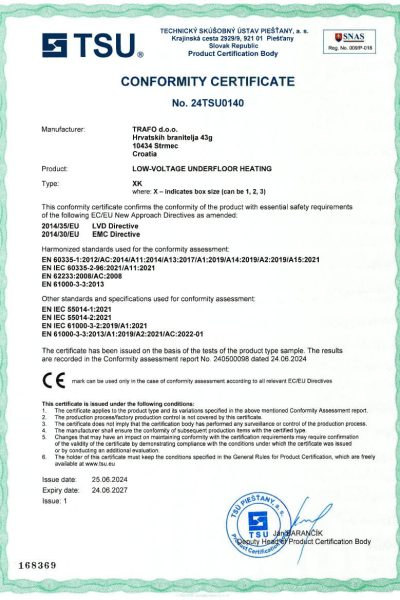 TSU®
TECHNICKÝ SKÚŠOBNÝ ÚSTAV PIEŠŤANY, a. s.
Krajinská cesta 2929/9, 921 01 Piešťany
Slovak Republic
Product Certification Body
SNAS
Reg. No. 009/P-018
CONFORMITY CERTIFICATE
No. 24TSU0140
Manufacturer: TRAFO d.o.o.
Hrvatskih branitelja 43g
10434 Strmec
Croatia
Product: LOW-VOLTAGE UNDERFLOOR HEATING
Type: XK
where: X – indicates box size (can be 1, 2, 3)
This conformity certificate confirms the conformity of the product with essential safety requirements
of the following EC/EU New Approach Directives as amended:
2014/35/EU LVD Directive
2014/30/EU EMC Directive
Harmonized standards used for the conformity assessment:
EN 60335-1:2012/AC:2014/A11:2014/A13:2017/A1:2019/A14:2019/A2:2019/A15:2021
EN IEC 60335-2-96:2021/A11:2021
EN 62233:2008/AC:2008
EN 61000-3-3:2013
Other standards and specifications used for conformity assessment:
EN IEC 55014-1:2021
EN IEC 55014-2:2021
EN IEC 61000-3-2:2019/A1:2021
EN 61000-3-3:2013/A1:2019/A2:2021/AC:2022-01
The certificate has been issued on the basis of the tests of the product type sample. The results
are recorded in the Conformity assessment report No. 240500098 dated 24.06.2024
CE mark can be used only in the case of conformity assessment according to all relevant EC/EU Directives
This certificate is issued under the following conditions:
1. The certificate applies to the product type and its variations specified in the above mentioned Conformity Assessment report.
2. The production process/factory production control is not covered by this certificate.
3. The certificate does not imply that the certification body has performed any surveillance or control of the production process.
4. The manufacturer shall ensure the conformity of subsequent production items with the certified type.
5. Changes that may have an impact on maintaining conformity with the certification requirements may require confirmation
of the validity of the certificate by demonstrating compliance with the conditions under which the certificate was issued
or by conducting an additional evaluation.
6. The holder of this certificate must keep the conditions specified in the General Rules for Product Certification, which are freely
available at www.tsu.eu
Issue date: 25.06.2024
Expiry date: 24.06.2027
Issue: 1
TSU PIEŠŤANY, a.s.
TSU
Product Certification Body
Ján BARANČÍK
Deputy Head of Product Certification Body
168369